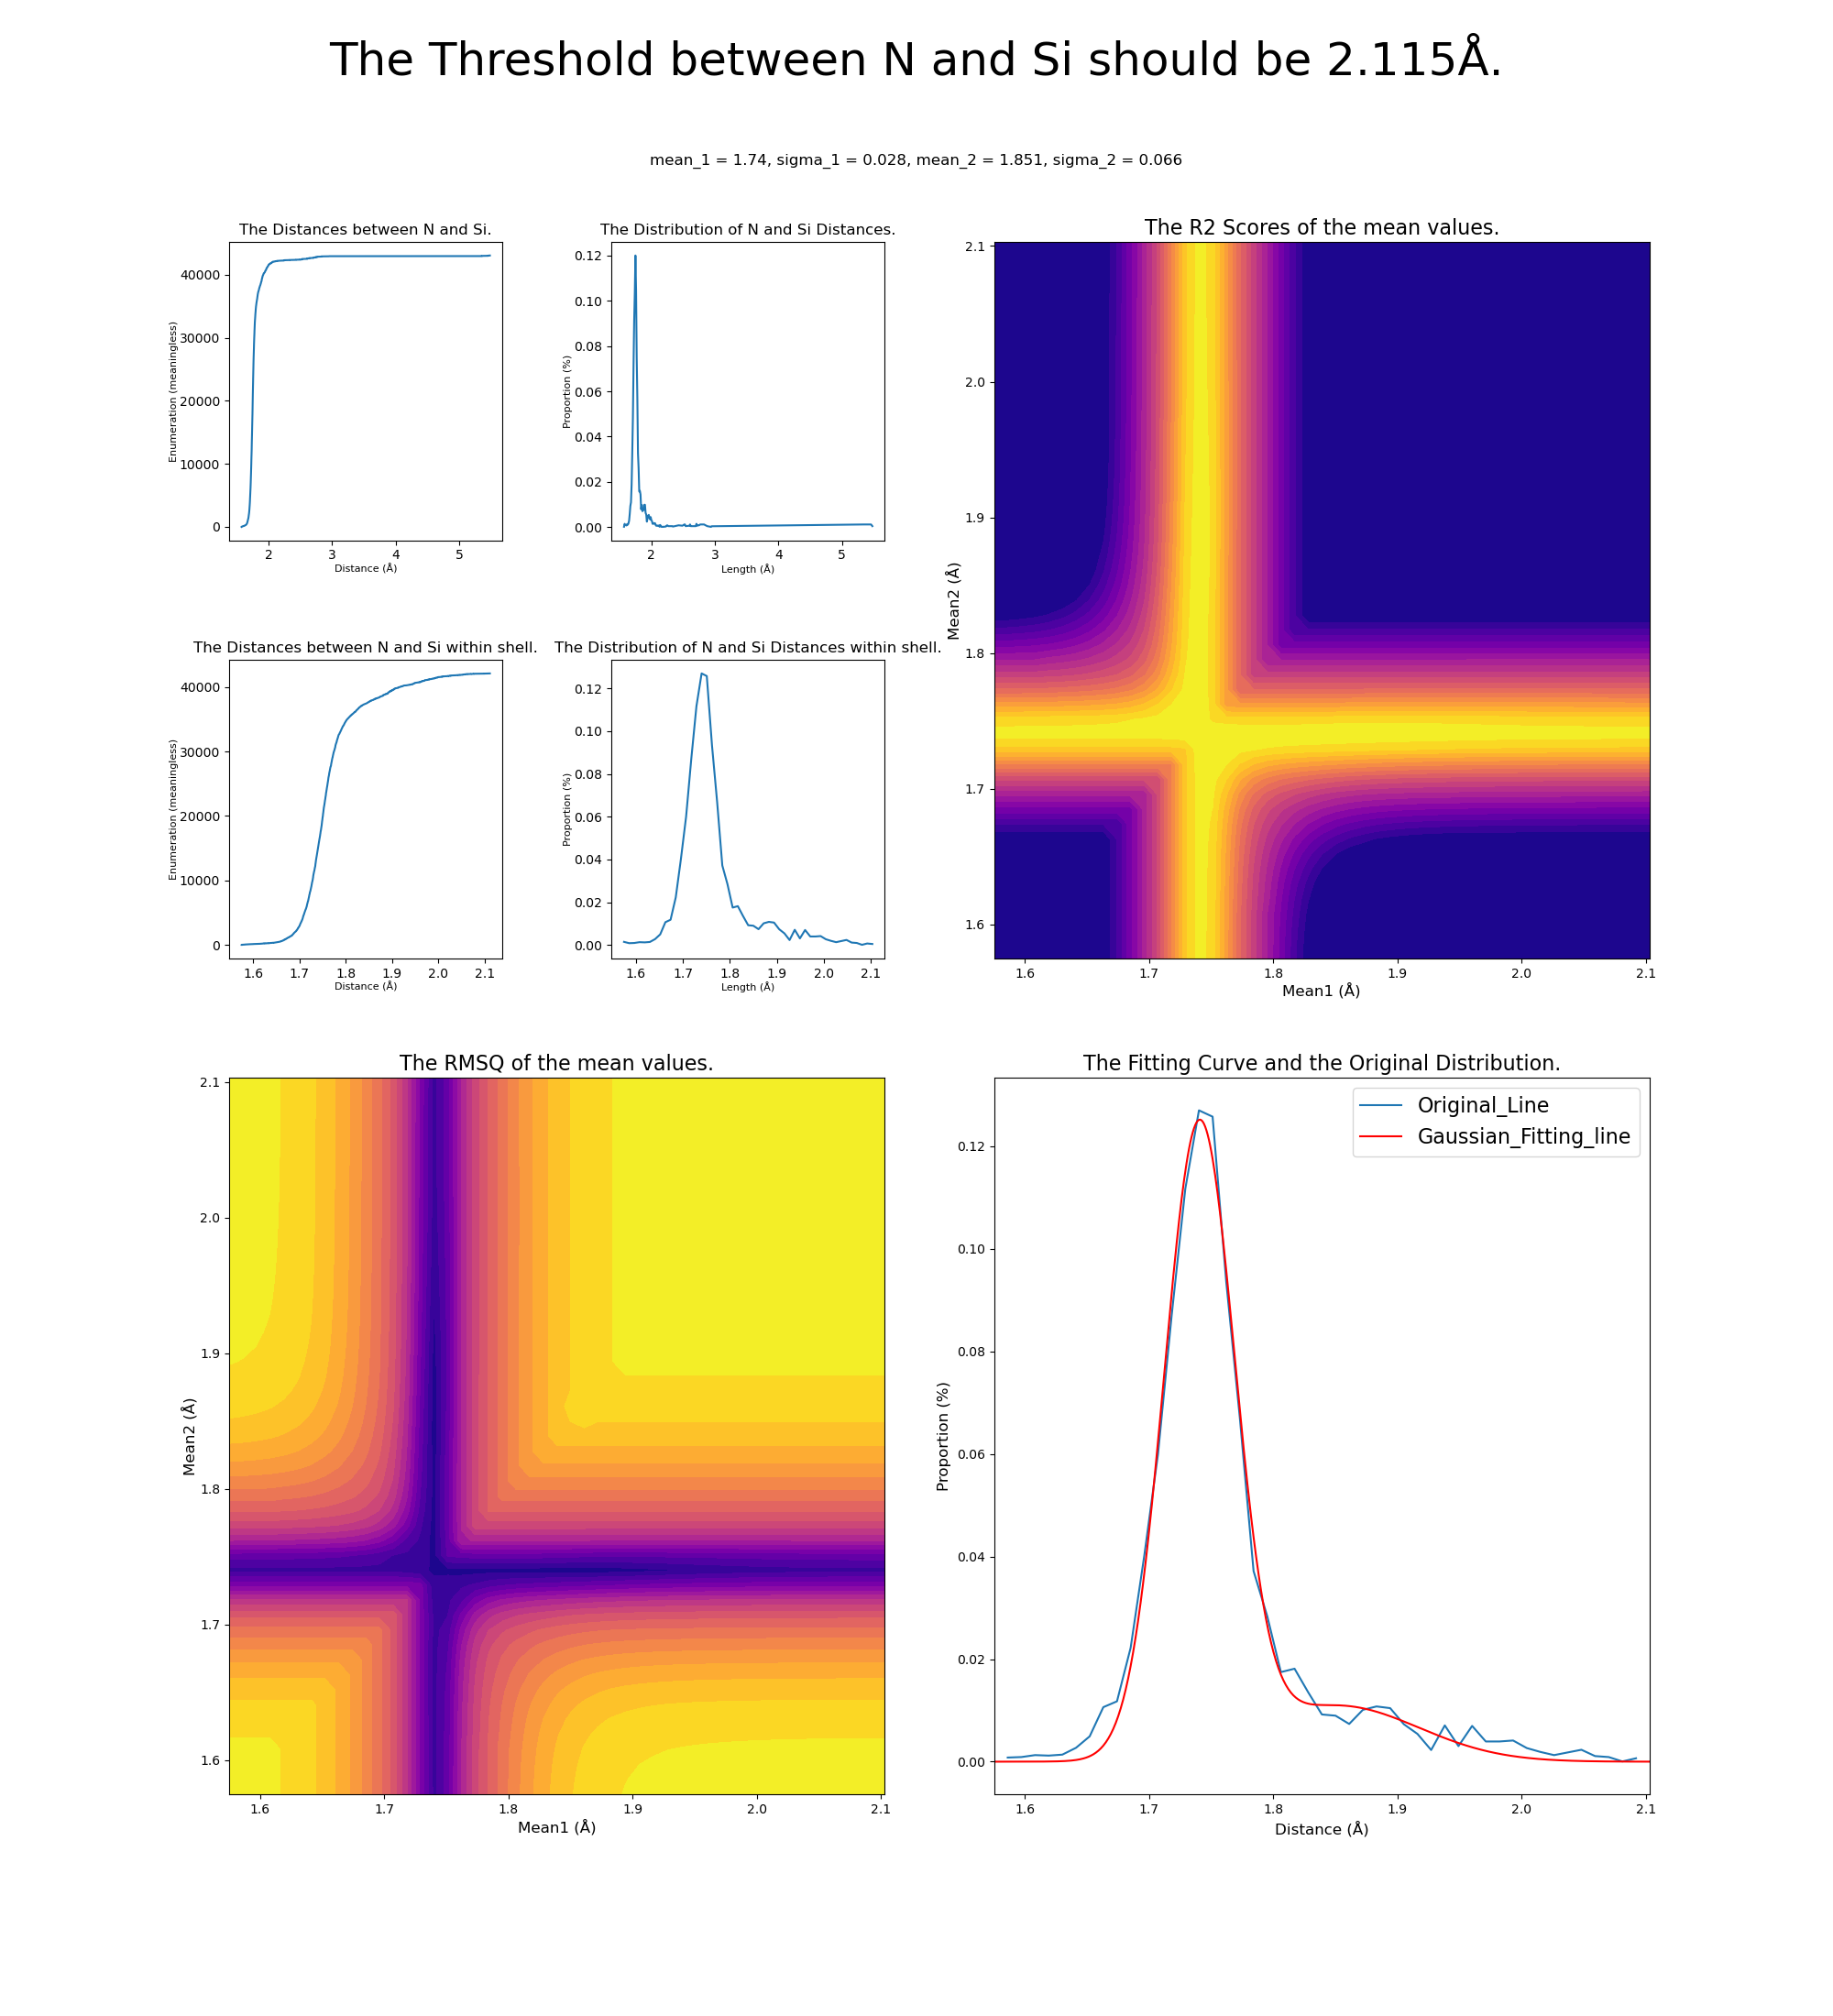 The Threshold between N and Si should be 2.115Å.
mean_1 = 1.74, sigma_1 = 0.028, mean_2 = 1.851, sigma_2 = 0.066
The Distances between N and Si.
Enumeration (meaningless)
40000
30000
20000
10000
0
2 3 4 5
Distance (Å)
The Distribution of N and Si Distances.
Proportion (%)
0.12
0.10
0.08
0.06
0.04
0.02
0.00
2 3 4 5
Length (Å)
The R2 Scores of the mean values.
Mean2 (Å)
2.1
2.0
1.9
1.8
1.7
1.6
1.6 1.7 1.8 1.9 2.0 2.1
Mean1 (Å)
The Distances between N and Si within shell.
Enumeration (meaningless)
40000
30000
20000
10000
0
1.6 1.7 1.8 1.9 2.0 2.1
Distance (Å)
The Distribution of N and Si Distances within shell.
Proportion (%)
0.12
0.10
0.08
0.06
0.04
0.02
0.00
1.6 1.7 1.8 1.9 2.0 2.1
Length (Å)
The RMSQ of the mean values.
Mean2 (Å)
2.1
2.0
1.9
1.8
1.7
1.6
1.6 1.7 1.8 1.9 2.0 2.1
Mean1 (Å)
The Fitting Curve and the Original Distribution.
Original_Line
Gaussian_Fitting_line
Proportion (%)
0.12
0.10
0.08
0.06
0.04
0.02
0.00
1.6 1.7 1.8 1.9 2.0 2.1
Distance (Å)